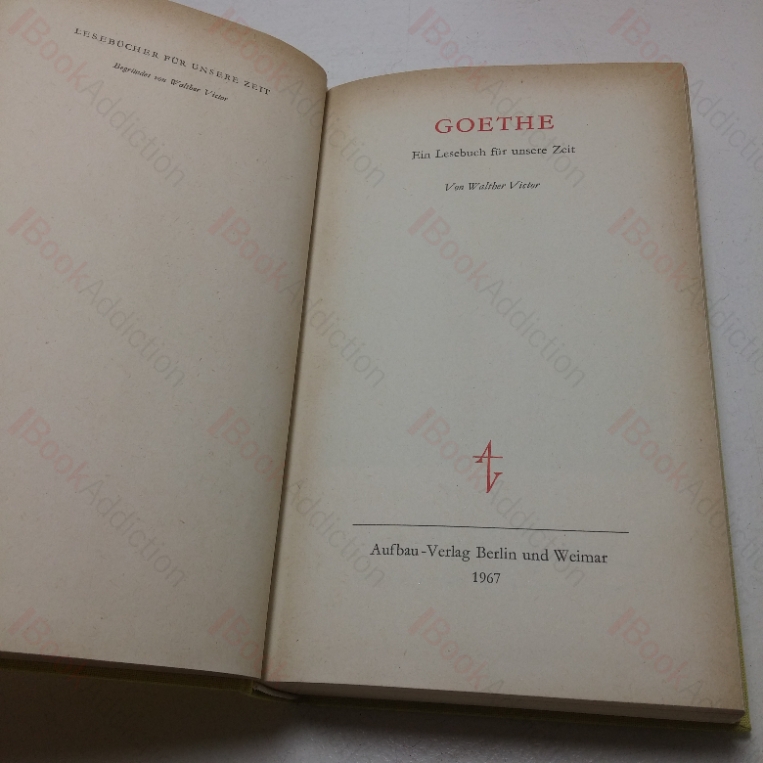 LESEBÜCHER FÜR UNSERE ZEIT
Begründet von Walther Victor
GOETHE
Ein Lesebuch für unsere Zeit
Von Walther Victor
AV
Aufbau-Verlag Berlin und Weimar
1967
BookAddiction